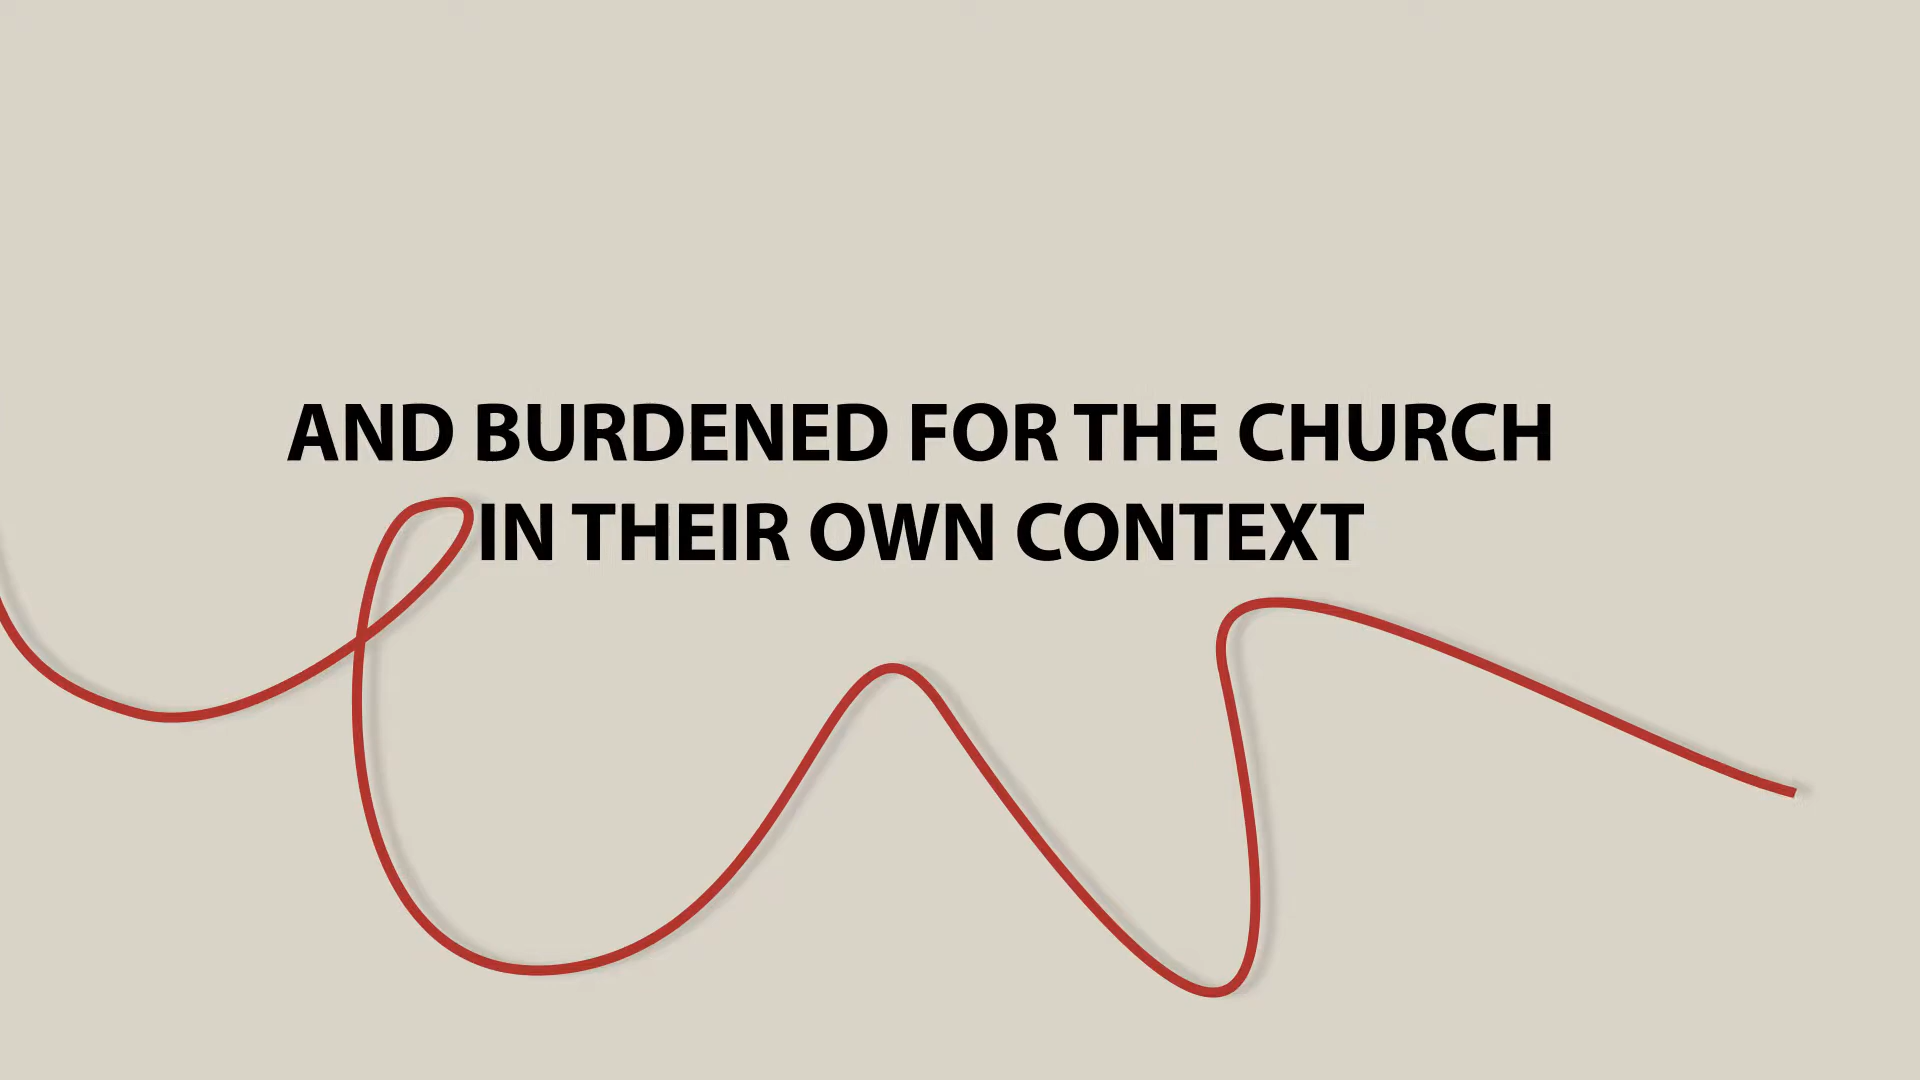 AND BURDENED FOR THE CHURCH
IN THEIR OWN CONTEXT